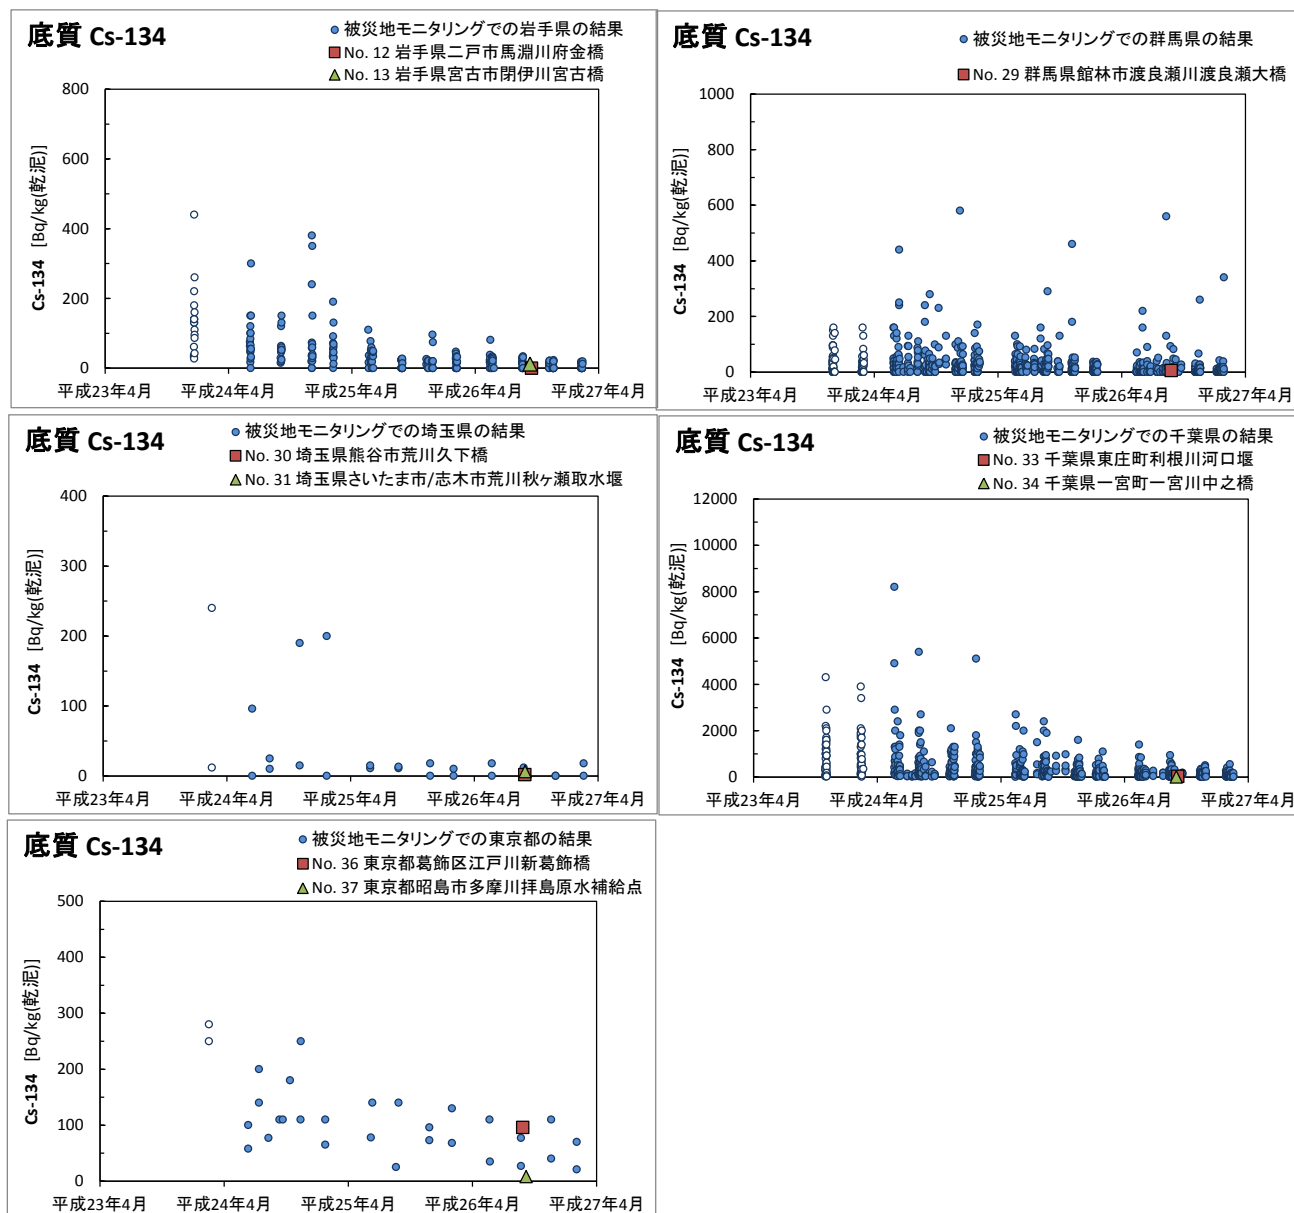 底質 Cs-134
被災地モニタリングでの岩手県の結果
No. 12 岩手県二戸市馬淵川府金橋
No. 13 岩手県宮古市閉伊川宮古橋
Cs-134 [Bq/kg(乾泥)]
800
600
400
200
0
平成23年4月 平成24年4月 平成25年4月 平成26年4月 平成27年4月
底質 Cs-134
被災地モニタリングでの群馬県の結果
No. 29 群馬県館林市渡良瀬川渡良瀬大橋
Cs-134 [Bq/kg(乾泥)]
1000
800
600
400
200
0
平成23年4月 平成24年4月 平成25年4月 平成26年4月 平成27年4月
底質 Cs-134
被災地モニタリングでの埼玉県の結果
No. 30 埼玉県熊谷市荒川久下橋
No. 31 埼玉県さいたま市/志木市荒川秋ヶ瀬取水堰
Cs-134 [Bq/kg(乾泥)]
400
300
200
100
0
平成23年4月 平成24年4月 平成25年4月 平成26年4月 平成27年4月
底質 Cs-134
被災地モニタリングでの千葉県の結果
No. 33 千葉県東庄町利根川河口堰
No. 34 千葉県一宮町一宮川中之橋
Cs-134 [Bq/kg(乾泥)]
12000
10000
8000
6000
4000
2000
0
平成23年4月 平成24年4月 平成25年4月 平成26年4月 平成27年4月
底質 Cs-134
被災地モニタリングでの東京都の結果
No. 36 東京都葛飾区江戸川新葛飾橋
No. 37 東京都昭島市多摩川拝島原水補給点
Cs-134 [Bq/kg(乾泥)]
500
400
300
200
100
0
平成23年4月 平成24年4月 平成25年4月 平成26年4月 平成27年4月